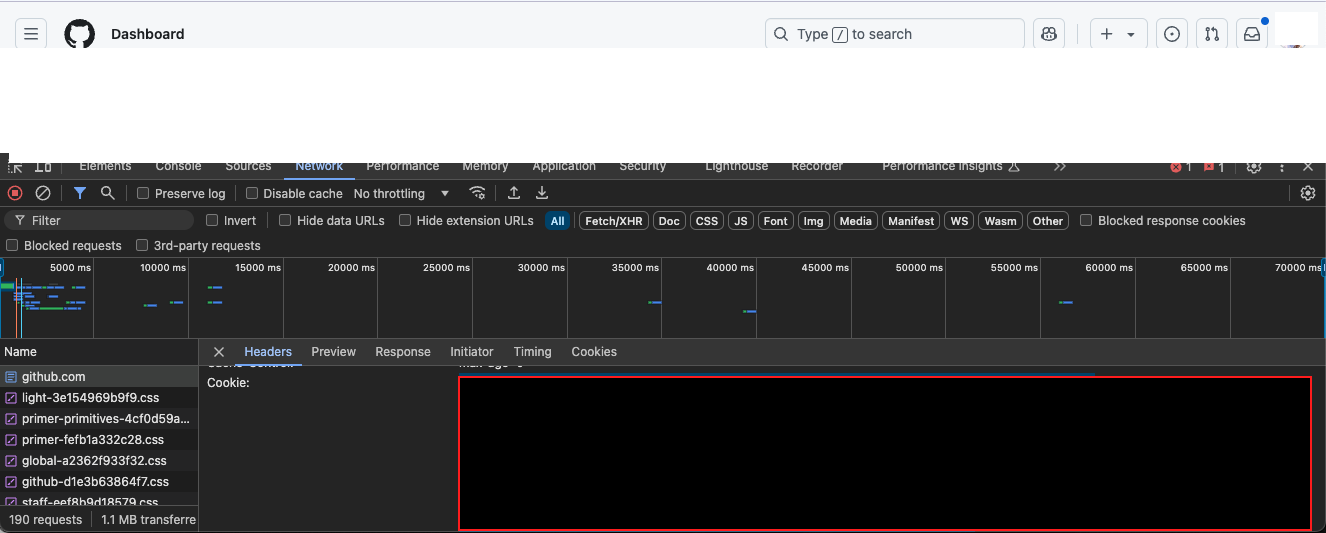 Dashboard
Type / to search
Elements Console Sources Network Performance Memory Application Security Lighthouse Recorder Performance insights 1 1
Preserve log Disable cache No throttling
Filter Invert Hide data URLs Hide extension URLs All Fetch/XHR Doc CSS JS Font Img Media Manifest WS Wasm Other Blocked response cookies
Blocked requests 3rd-party requests
5000 ms 10000 ms 15000 ms 20000 ms 25000 ms 30000 ms 35000 ms 40000 ms 45000 ms 50000 ms 55000 ms 60000 ms 65000 ms 70000 ms
Name Headers Preview Response Initiator Timing Cookies
github.com
Cookie:
light-3e154969b9f9.css
primer-primitives-4cf0d59a...
primer-fefb1a332c28.css
global-a2362f933f32.css
github-d1e3b63864f7.css
staff-eef8b9d18579.css
190 requests 1.1 MB transferre